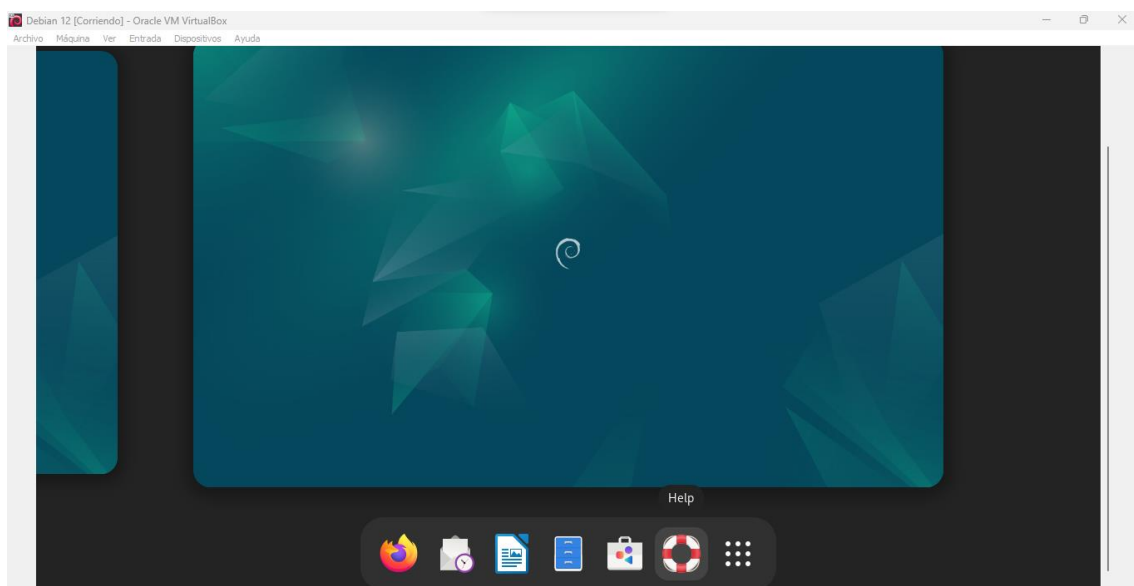 Debian 12 [Corriendo] - Oracle VM VirtualBox
Archivo Máquina Ver Entrada Dispositivos Ayuda
Help